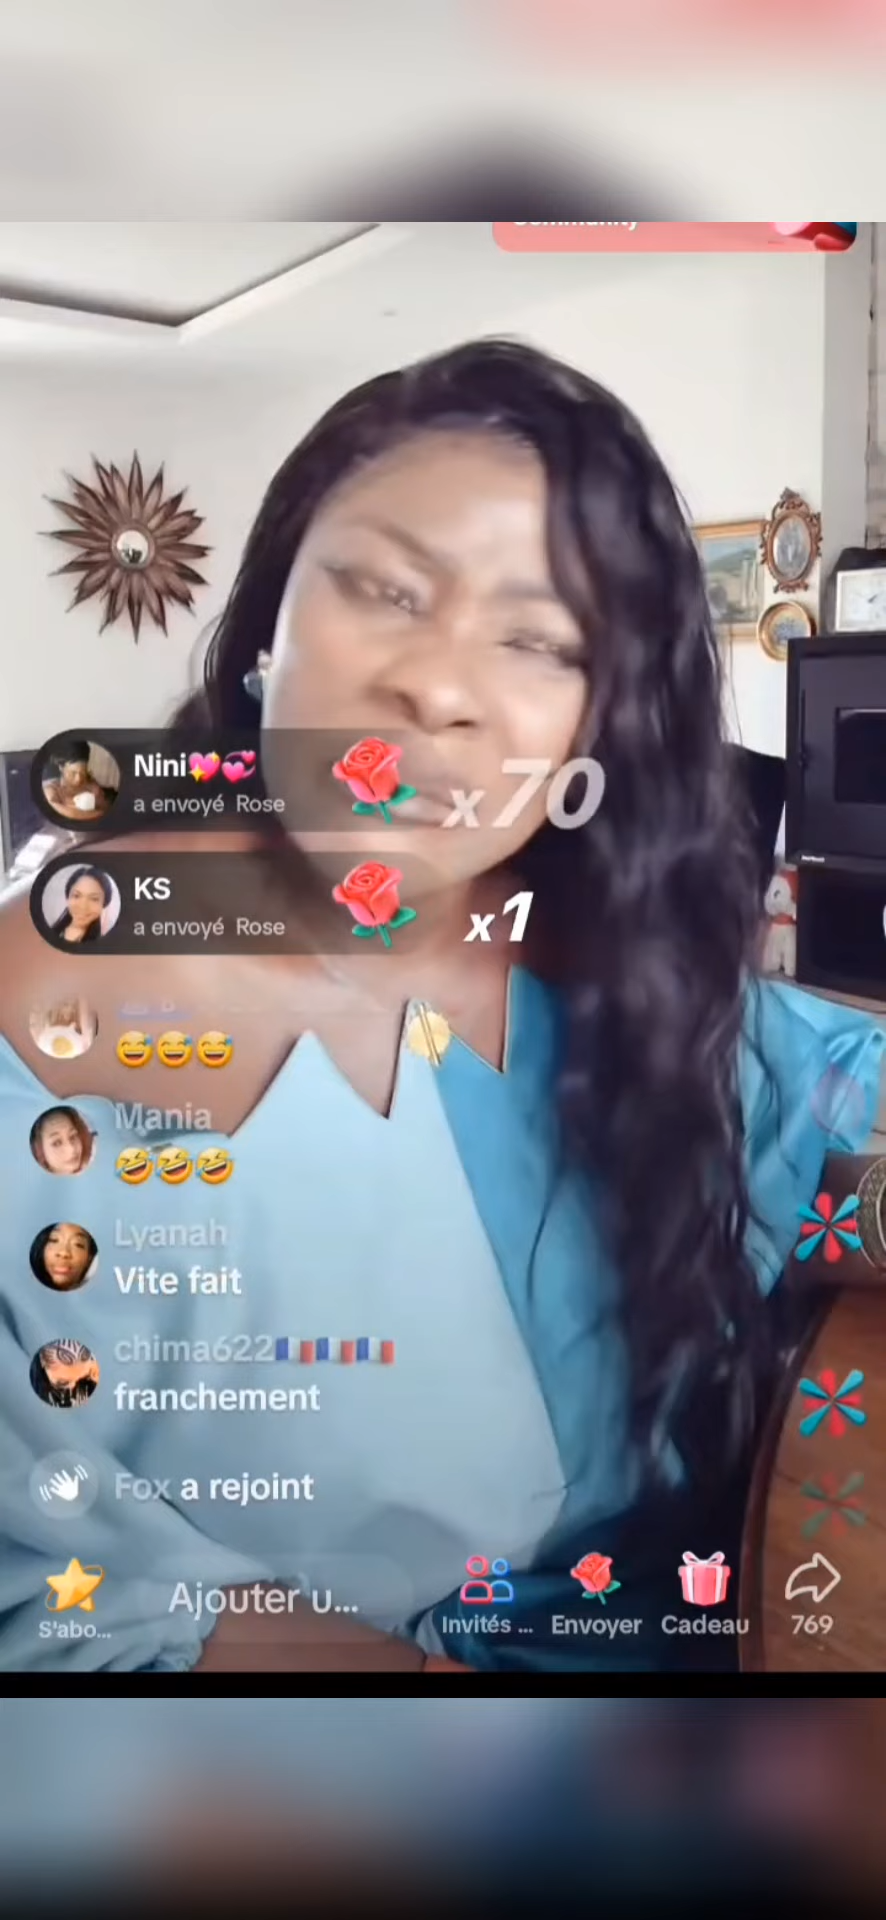 Community
Nini💖💞
a envoyé Rose
x70
KS
a envoyé Rose
x1
😅😅😅
Mania
🤣🤣🤣
Lyanah
Vite fait
chima622🇫🇷🇫🇷🇫🇷
franchement
Fox a rejoint
S'abo...
Ajouter u...
Invités ...
Envoyer
Cadeau
769